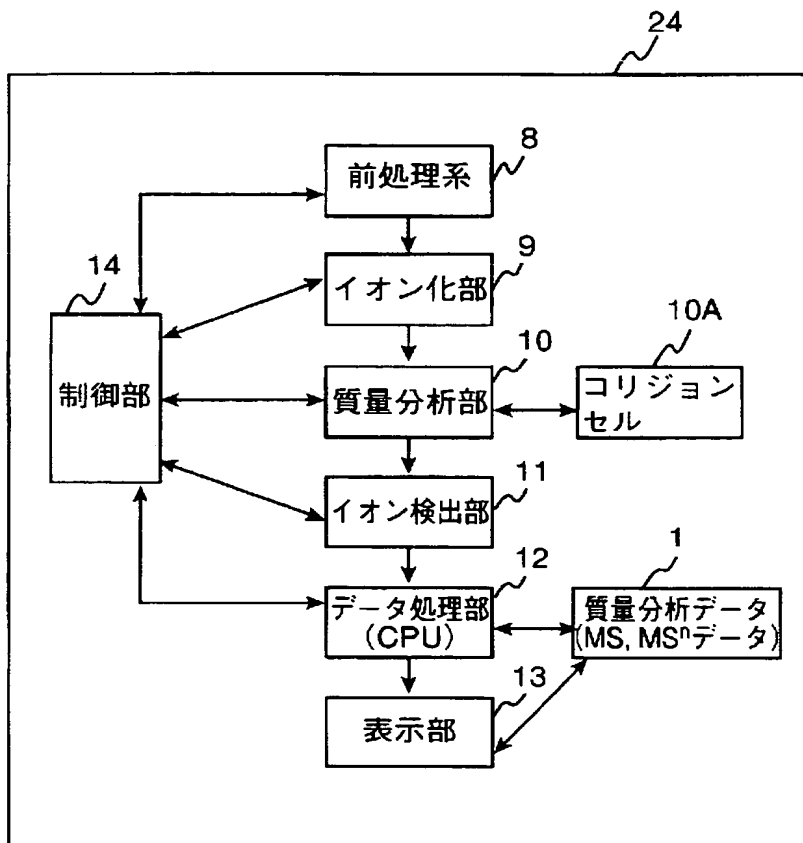 24
8
前処理系
9
イオン化部
14
制御部
10
質量分析部
10A
コリジョン
セル
11
イオン検出部
12
データ処理部
(CPU)
1
質量分析データ
(MS, MSⁿデータ)
13
表示部